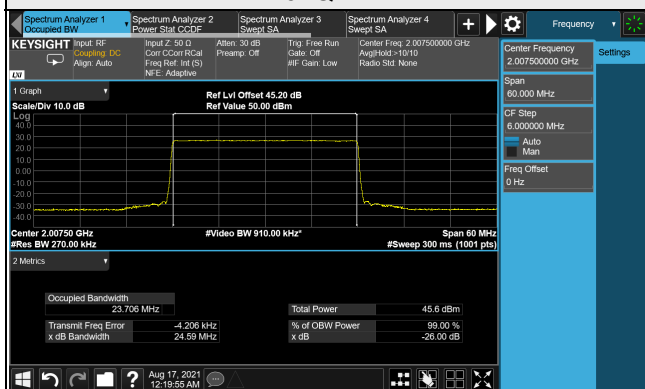 Spectrum Analyzer 1
Occupied BW
Spectrum Analyzer 2
Power Stat CCDF
Spectrum Analyzer 3
Swept SA
Spectrum Analyzer 4
Swept SA
+
Frequency
KEYSIGHT
Input: RF
Coupling: DC
Align: Auto
Input Z: 50 Ω
Corr CCorr RCal
Freq Ref: Int (S)
NFE: Adaptive
Atten: 30 dB
Preamp: Off
Trig: Free Run
Gate: Off
#IF Gain: Low
Center Freq: 2.007500000 GHz
Avg|Hold:>10/10
Radio Std: None
LXI
Center Frequency
2.007500000 GHz
Settings
Span
60.000 MHz
CF Step
6.000000 MHz
Auto
Man
Freq Offset
0 Hz
1 Graph
Scale/Div 10.0 dB
Ref Lvl Offset 45.20 dB
Ref Value 50.00 dBm
Log
40.0
30.0
20.0
10.0
0.00
-10.0
-20.0
-30.0
-40.0
Center 2.00750 GHz
#Res BW 270.00 kHz
#Video BW 910.00 kHz*
Span 60 MHz
#Sweep 300 ms (1001 pts)
2 Metrics
Occupied Bandwidth
23.706 MHz
Total Power 45.6 dBm
Transmit Freq Error -4.206 kHz
% of OBW Power 99.00 %
x dB Bandwidth 24.59 MHz
x dB -26.00 dB
?
Aug 17, 2021
12:19:55 AM